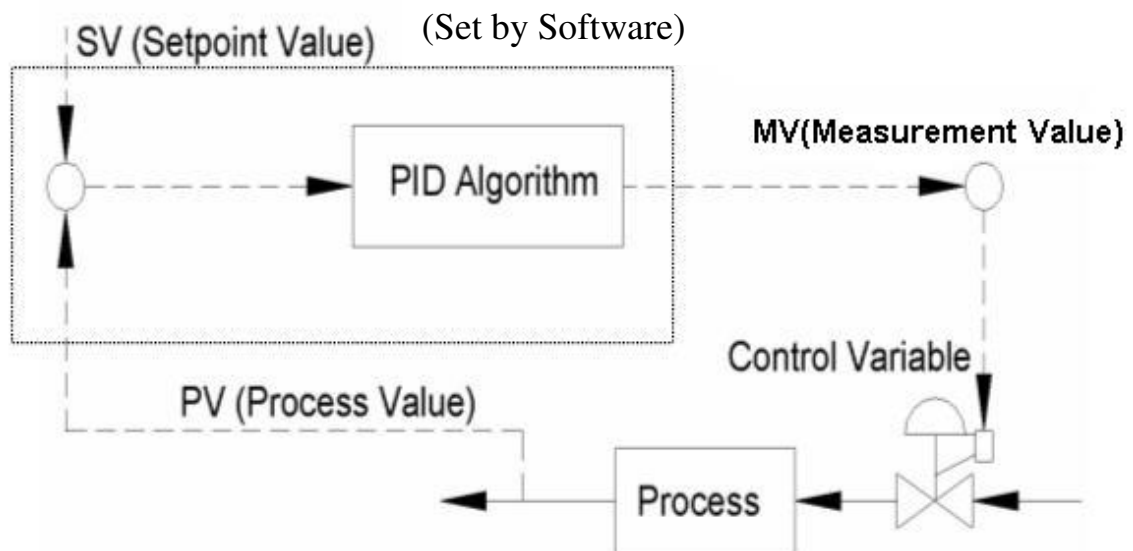 (Set by Software)
SV (Setpoint Value)
MV(Measurement Value)
PID Algorithm
Control Variable
PV (Process Value)
Process